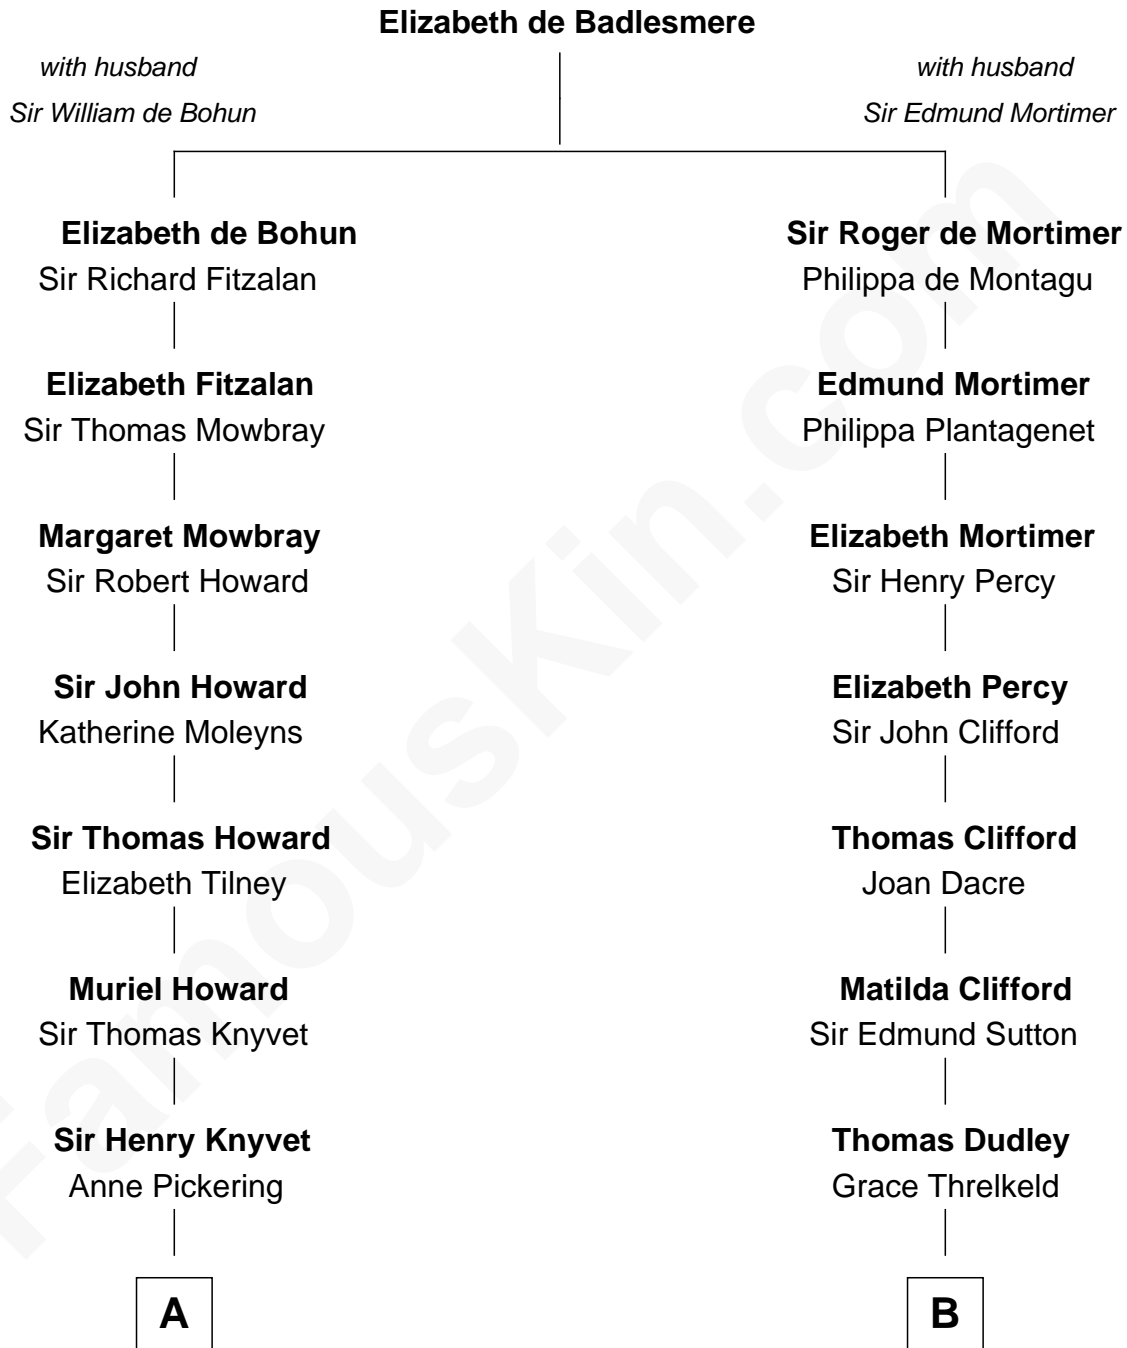 Elizabeth de Badlesmere
with husband
Sir William de Bohun
with husband
Sir Edmund Mortimer
Elizabeth de Bohun
Sir Richard Fitzalan
Sir Roger de Mortimer
Philippa de Montagu
Elizabeth Fitzalan
Sir Thomas Mowbray
Edmund Mortimer
Philippa Plantagenet
Margaret Mowbray
Sir Robert Howard
Elizabeth Mortimer
Sir Henry Percy
Sir John Howard
Katherine Moleyns
Elizabeth Percy
Sir John Clifford
Sir Thomas Howard
Elizabeth Tilney
Thomas Clifford
Joan Dacre
Muriel Howard
Sir Thomas Knyvet
Matilda Clifford
Sir Edmund Sutton
Sir Henry Knyvet
Anne Pickering
Thomas Dudley
Grace Threlkeld
A
B
FamousKin.com